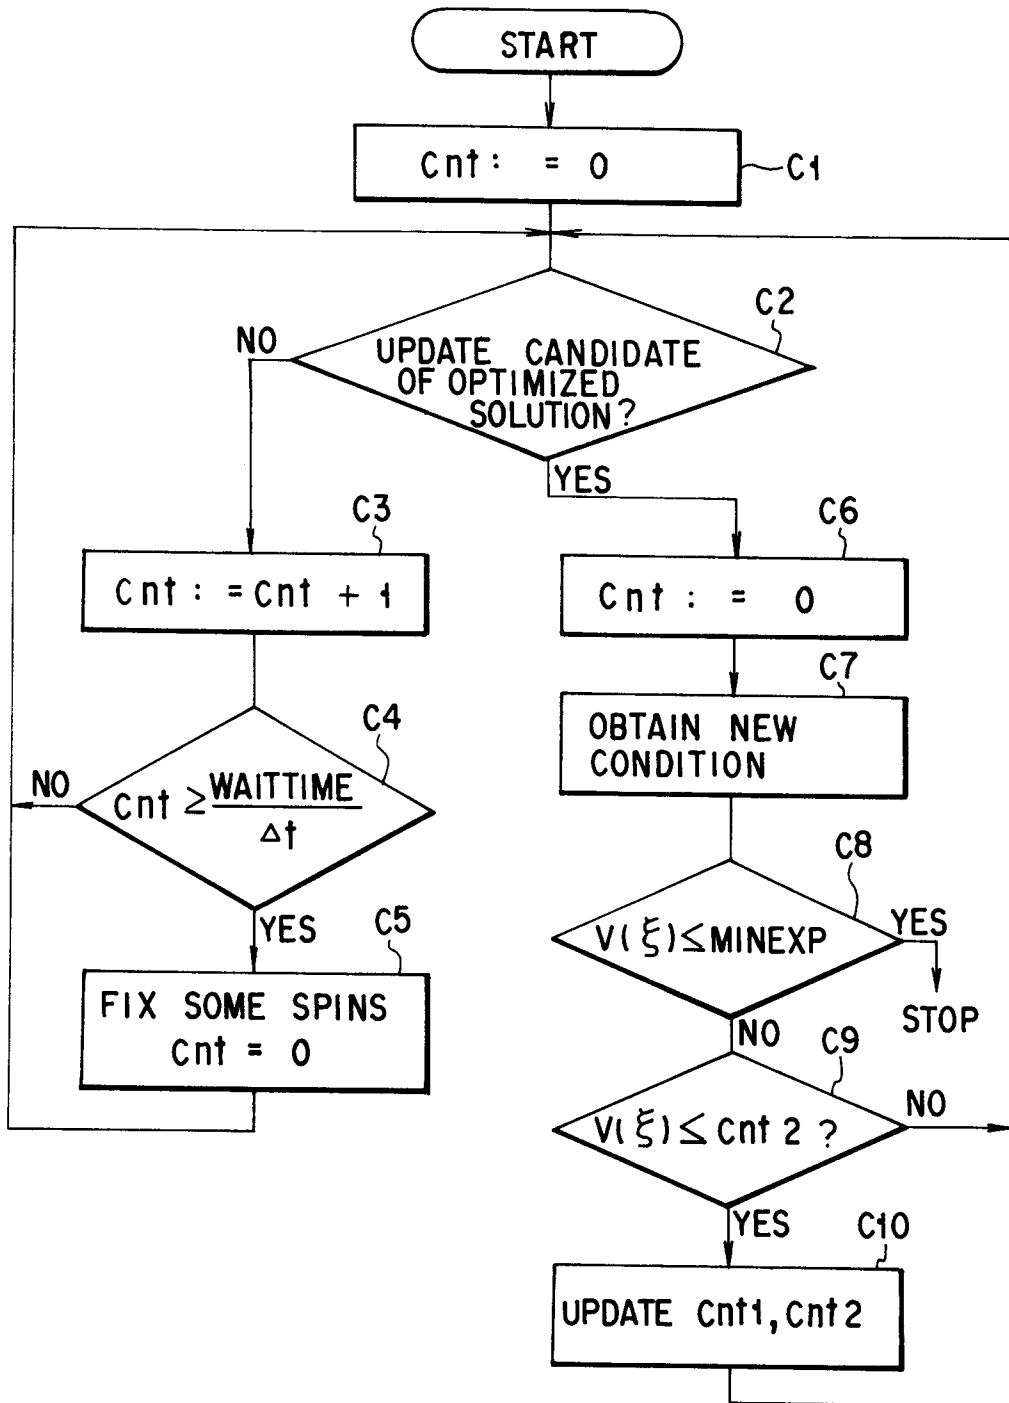 START
Cnt: = 0
C1
C2
NO
UPDATE CANDIDATE
OF OPTIMIZED
SOLUTION?
YES
C3
Cnt: =Cnt + 1
C6
Cnt : = 0
C7
OBTAIN NEW
CONDITION
C4
NO
Cnt ≥ WAITTIME
Δt
YES
C5
FIX SOME SPINS
Cnt = 0
C8
V(ξ)≤MINEXP
YES
STOP
NO
C9
V(ξ)≤Cnt2?
NO
YES
C10
UPDATE Cnt1,Cnt2